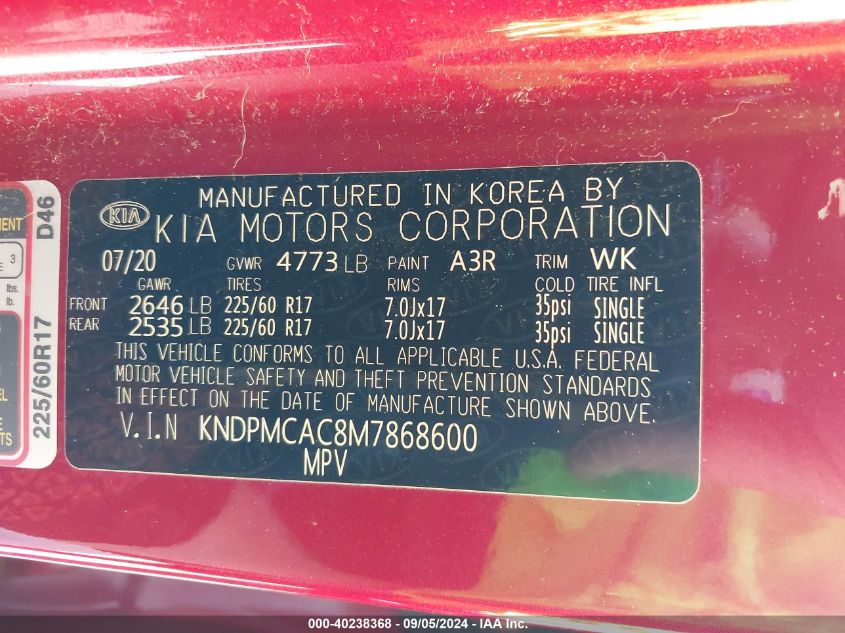 MANUFACTURED IN KOREA BY
KIA
KIA MOTORS CORPORATION
07/20 GVWR 4773 LB PAINT A3R TRIM WK
GAWR TIRES RIMS COLD TIRE INFL
FRONT 2646 LB 225/60 R17 7.0Jx17 35psi SINGLE
REAR 2535 LB 225/60 R17 7.0Jx17 35psi SINGLE
THIS VEHICLE CONFORMS TO ALL APPLICABLE U.S.A. FEDERAL
MOTOR VEHICLE SAFETY AND THEFT PREVENTION STANDARDS
IN EFFECT ON THE DATE OF MANUFACTURE SHOWN ABOVE.
V.I.N KNDPMCAC8M7868600
MPV
225/60R17 D46
3
lbs.
lb.
000-40238368 - 09/05/2024 - IAA Inc.